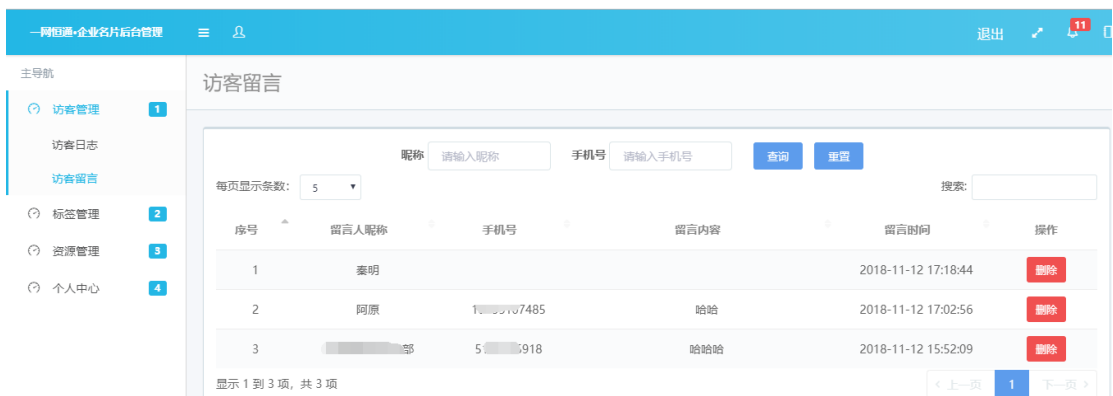 一网恒通·企业名片后台管理 退出 11
主导航 访客留言
访客管理 1
访客日志 昵称 请输入昵称 手机号 请输入手机号 查询 重置
访客留言 每页显示条数: 5 搜索:
标签管理 2 序号 留言人昵称 手机号 留言内容 留言时间 操作
资源管理 3 1 秦明 2018-11-12 17:18:44 删除
个人中心 4
2 阿原 7485 哈哈 2018-11-12 17:02:56 删除
3 部 5918 哈哈哈 2018-11-12 15:52:09 删除
显示 1 到 3 项，共 3 项 上一页 1 下一页